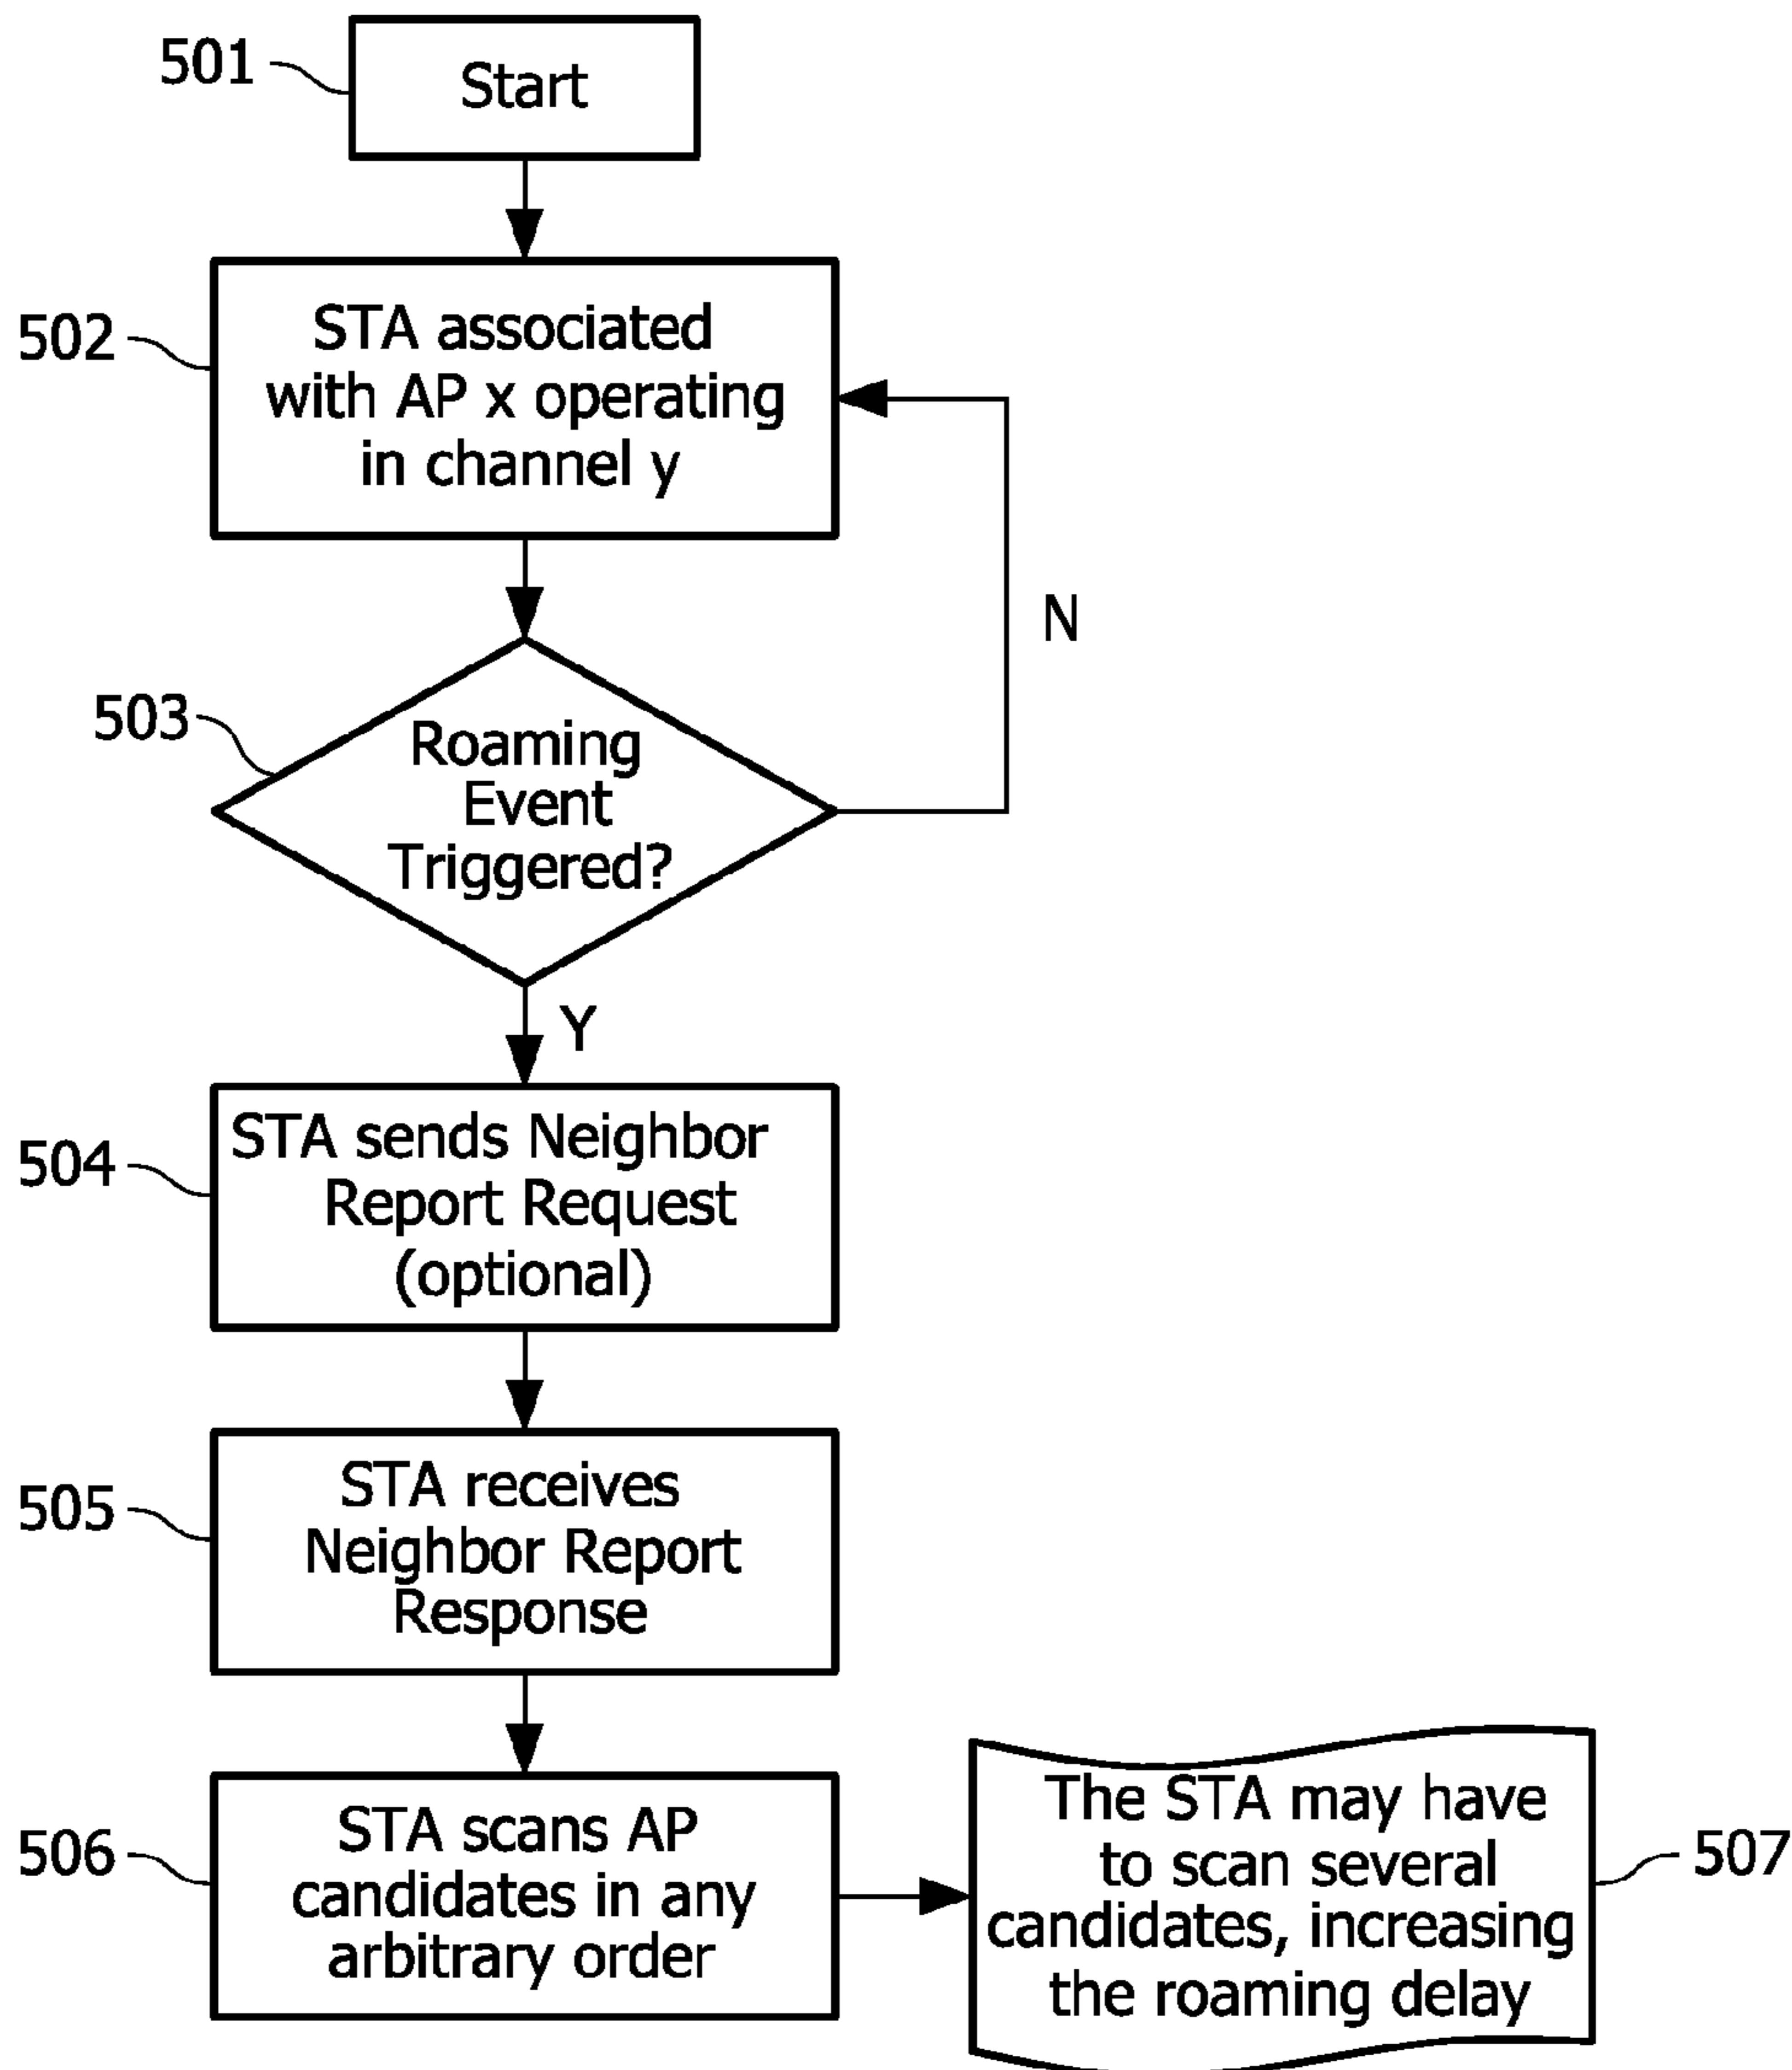 501
Start
502
STA associated
with AP x operating
in channel y
N
503
Roaming
Event
Triggered?
Y
504
STA sends Neighbor
Report Request
(optional)
505
STA receives
Neighbor Report
Response
506
STA scans AP
candidates in any
arbitrary order
The STA may have
to scan several
candidates, increasing
the roaming delay
507